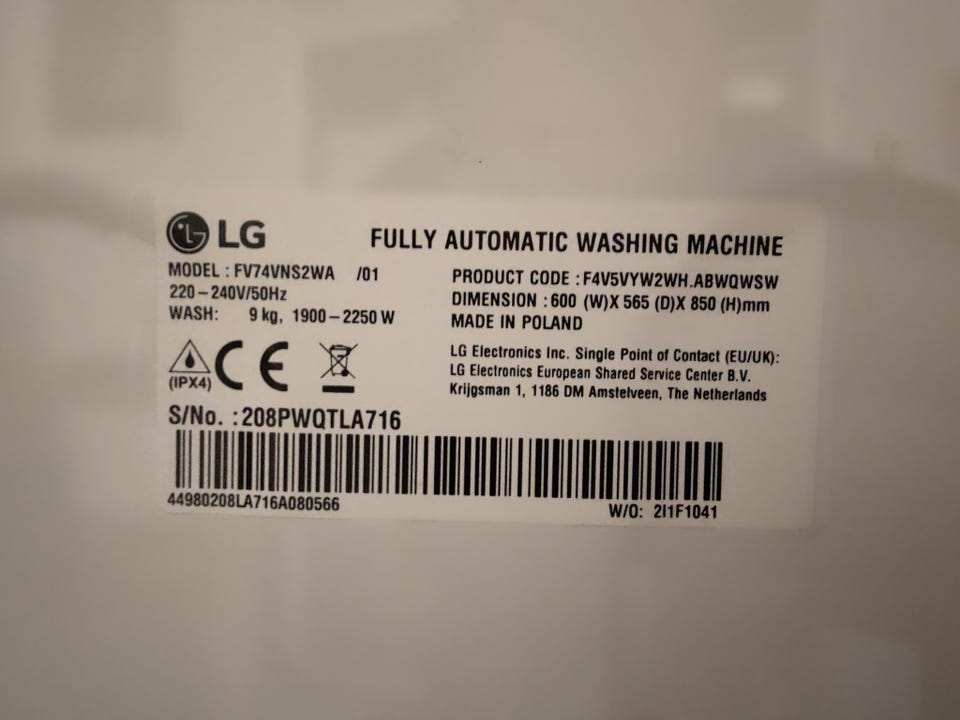 LG
FULLY AUTOMATIC WASHING MACHINE
MODEL : FV74VNS2WA /01
220-240V/50Hz
WASH: 9 kg, 1900-2250 W
PRODUCT CODE : F4V5VYW2WH.ABWQWSW
DIMENSION : 600 (W)X 565 (D)X 850 (H)mm
MADE IN POLAND
(IPX4)
CE
LG Electronics Inc. Single Point of Contact (EU/UK):
LG Electronics European Shared Service Center B.V.
Krijgsman 1, 1186 DM Amstelveen, The Netherlands
S/No. : 208PWQTLA716
44980208LA716A080566
W/O: 2I1F1041